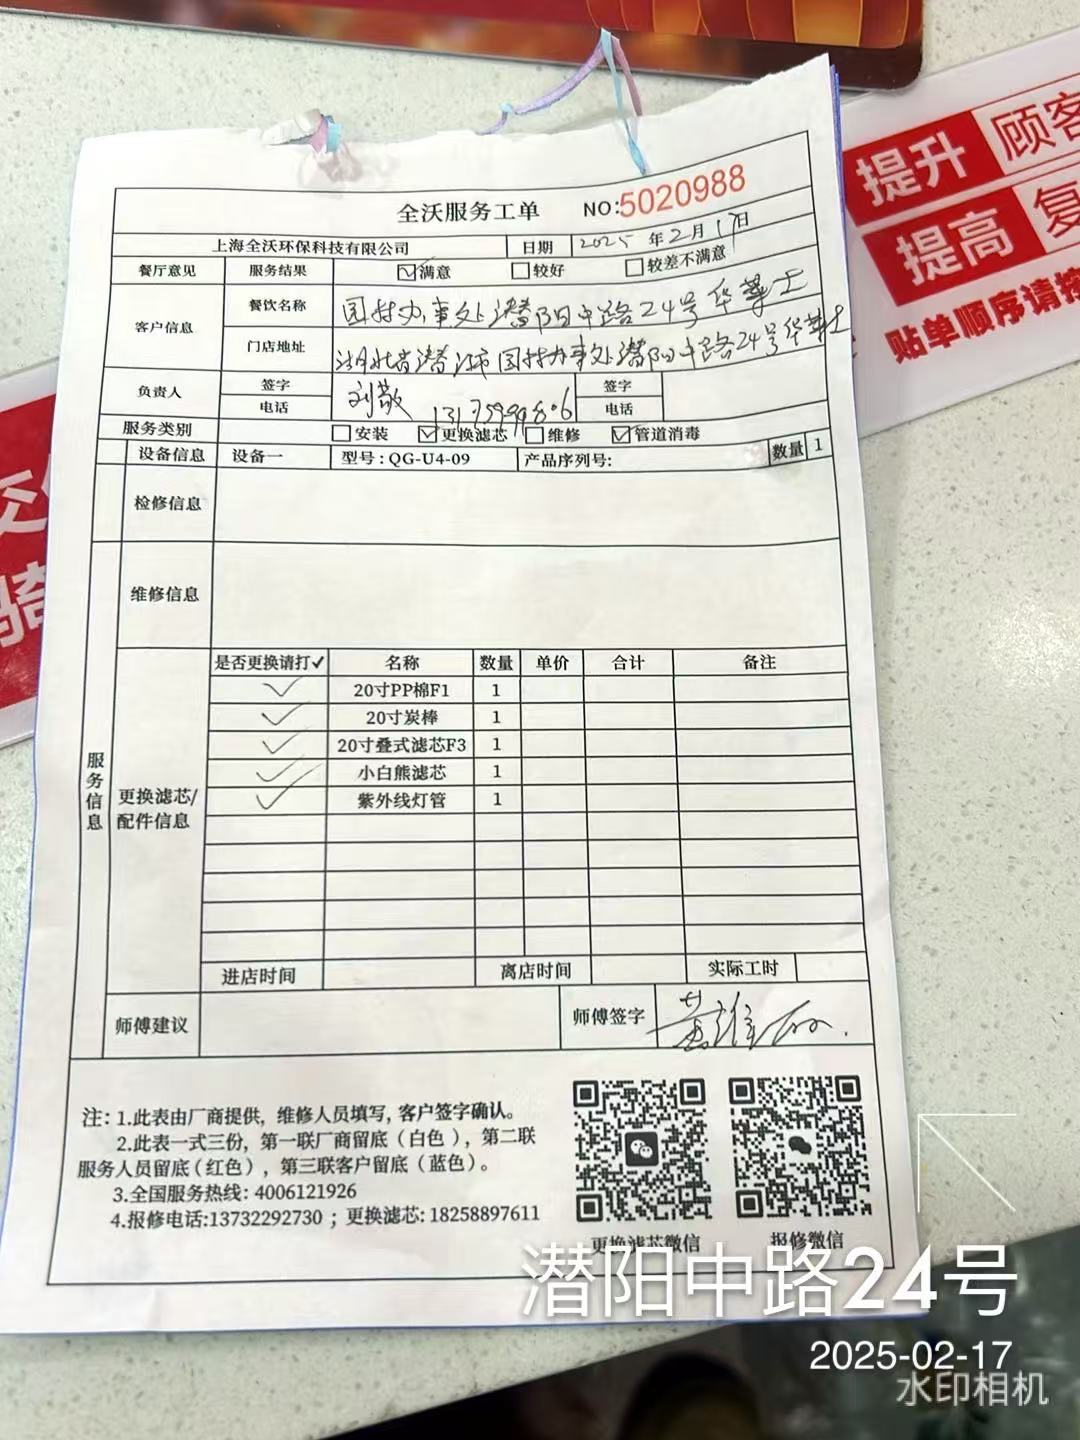 提升 顾客
提高 复
贴单顺序请按
全沃服务工单 NO:5020988
上海全沃环保科技有限公司 日期 2025年2月17日
餐厅意见 服务结果 ☑满意 □较好 □较差不满意
客户信息 餐饮名称 园林办事处潜阳中路24号华莱士
门店地址 湖北省潜江市园林办事处潜阳中路24号华莱士
负责人 签字 刘敬 签字
电话 电话
服务类别 □安装 ☑更换滤芯 □维修 ☑管道消毒
设备信息 设备一 型号:QG-U4-09 产品序列号: 数量 1
检修信息
维修信息
服务信息
更换滤芯/配件信息
是否更换请打✓ 名称 数量 单价 合计 备注
✓ 20寸PP棉F1 1
✓ 20寸炭棒 1
✓ 20寸叠式滤芯F3 1
✓ 小白熊滤芯 1
✓ 紫外线灯管 1
进店时间 离店时间 实际工时
师傅建议 师傅签字
注: 1.此表由厂商提供，维修人员填写, 客户签字确认。
2.此表一式三份，第一联厂商留底（白色），第二联
服务人员留底（红色），第三联客户留底（蓝色）。
3.全国服务热线: 4006121926
4.报修电话:13732292730 ; 更换滤芯: 18258897611
更换滤芯微信 报修微信
潜阳中路24号
2025-02-17
水印相机